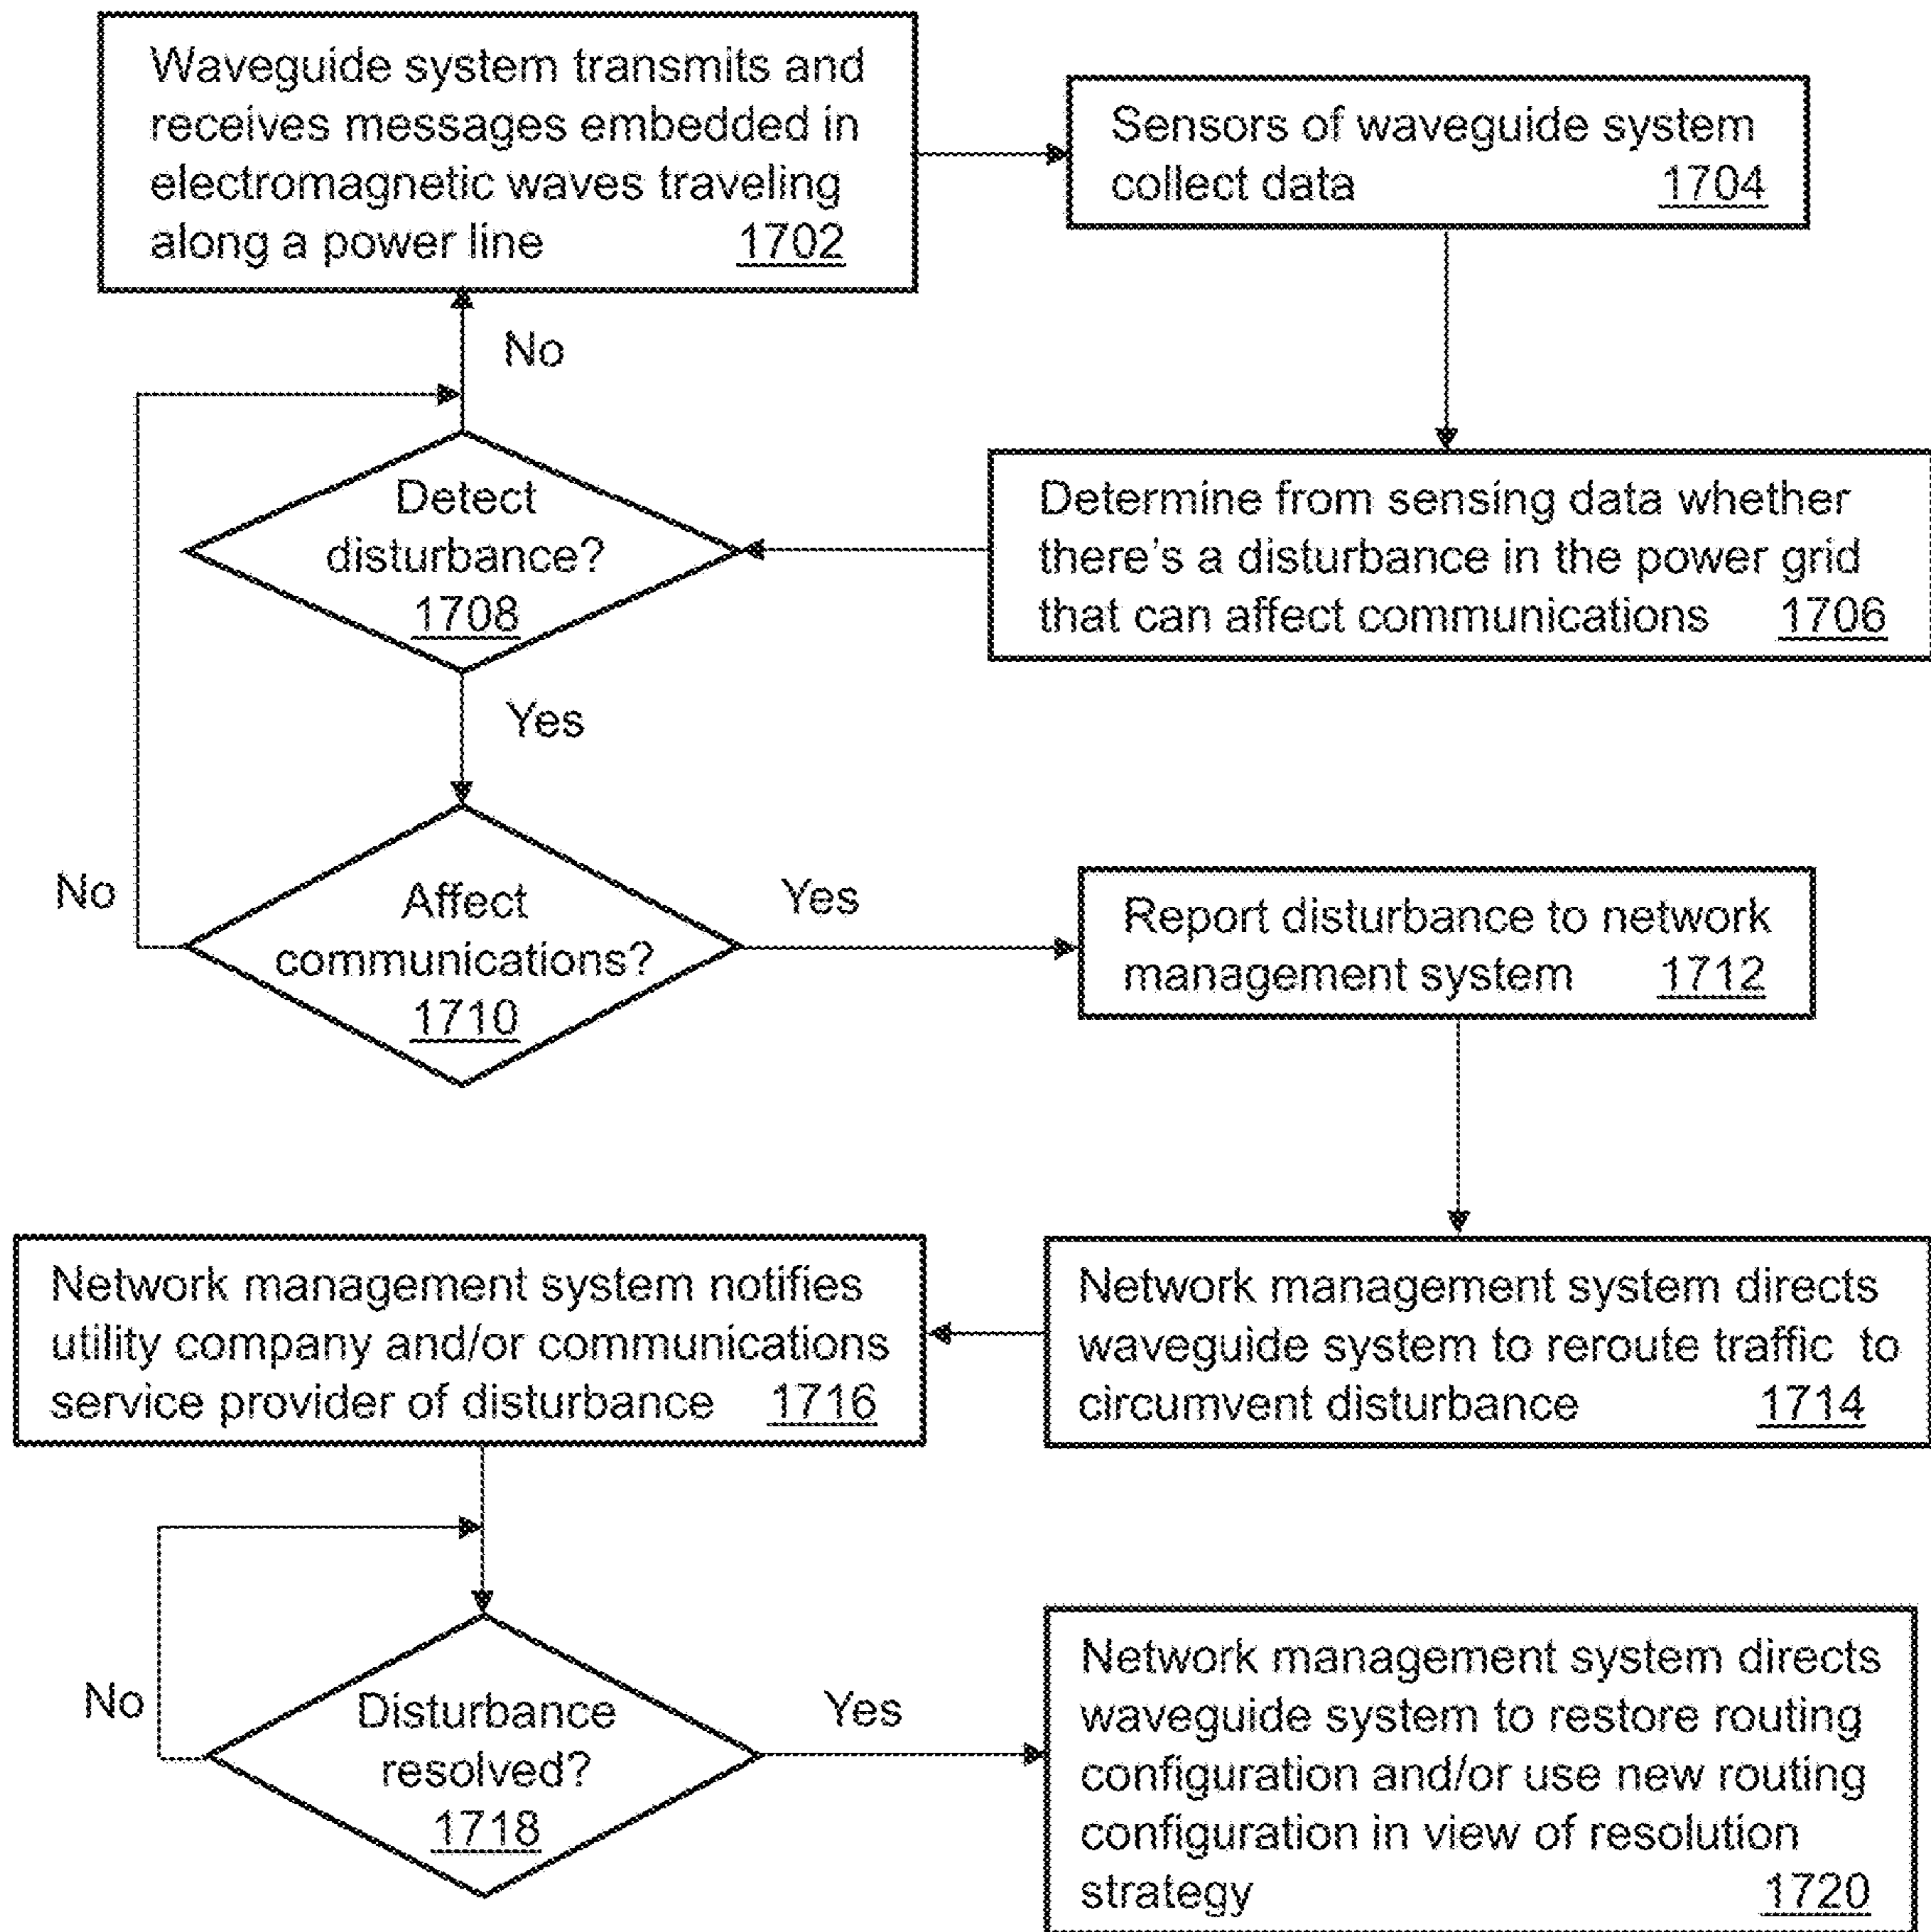 Waveguide system transmits and
receives messages embedded in
electromagnetic waves traveling
along a power line 1702
Sensors of waveguide system
collect data 1704
No
Detect
disturbance?
1708
Determine from sensing data whether
there's a disturbance in the power grid
that can affect communications 1706
Yes
No
Affect
communications?
1710
Yes
Report disturbance to network
management system 1712
Network management system directs
waveguide system to reroute traffic to
circumvent disturbance 1714
Network management system notifies
utility company and/or communications
service provider of disturbance 1716
No
Disturbance
resolved?
1718
Yes
Network management system directs
waveguide system to restore routing
configuration and/or use new routing
configuration in view of resolution
strategy 1720